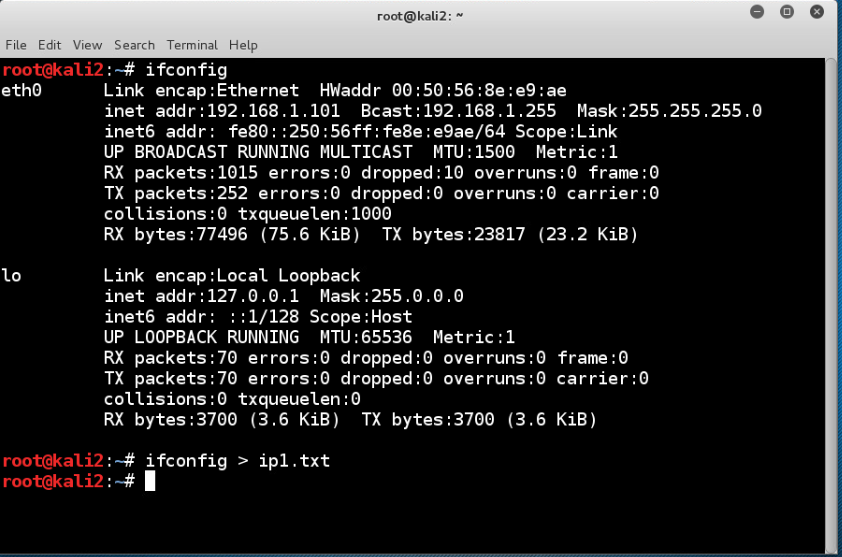 root@kali2: ~
File Edit View Search Terminal Help
root@kali2:~# ifconfig
eth0      Link encap:Ethernet  HWaddr 00:50:56:8e:e9:ae
          inet addr:192.168.1.101  Bcast:192.168.1.255  Mask:255.255.255.0
          inet6 addr: fe80::250:56ff:fe8e:e9ae/64 Scope:Link
          UP BROADCAST RUNNING MULTICAST  MTU:1500  Metric:1
          RX packets:1015 errors:0 dropped:10 overruns:0 frame:0
          TX packets:252 errors:0 dropped:0 overruns:0 carrier:0
          collisions:0 txqueuelen:1000
          RX bytes:77496 (75.6 KiB)  TX bytes:23817 (23.2 KiB)
lo        Link encap:Local Loopback
          inet addr:127.0.0.1  Mask:255.0.0.0
          inet6 addr: ::1/128 Scope:Host
          UP LOOPBACK RUNNING  MTU:65536  Metric:1
          RX packets:70 errors:0 dropped:0 overruns:0 frame:0
          TX packets:70 errors:0 dropped:0 overruns:0 carrier:0
          collisions:0 txqueuelen:0
          RX bytes:3700 (3.6 KiB)  TX bytes:3700 (3.6 KiB)
root@kali2:~# ifconfig > ip1.txt
root@kali2:~#